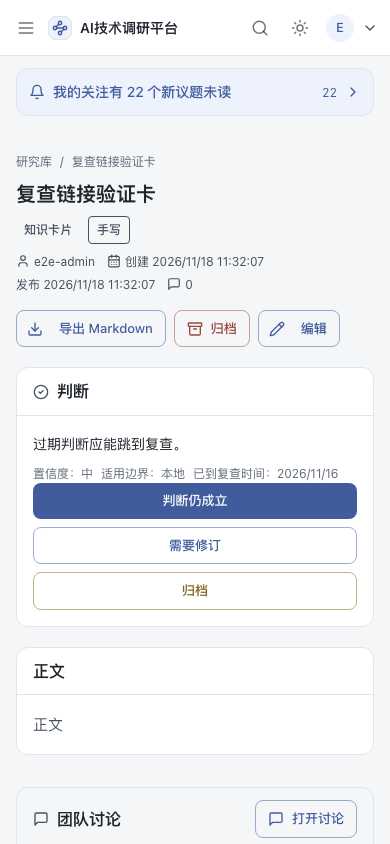 AI技术调研平台
E
我的关注有 22 个新议题未读
22
研究库 / 复查链接验证卡
复查链接验证卡
知识卡片 手写
e2e-admin 创建 2026/11/18 11:32:07
发布 2026/11/18 11:32:07 0
导出 Markdown 归档 编辑
判断
过期判断应能跳到复查。
置信度：中 适用边界：本地 已到复查时间：2026/11/16
判断仍成立
需要修订
归档
正文
正文
团队讨论 打开讨论